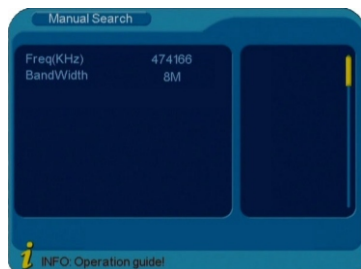 Manual Search
Freq(KHz) 474166
BandWidth 8M
INFO: Operation guide!